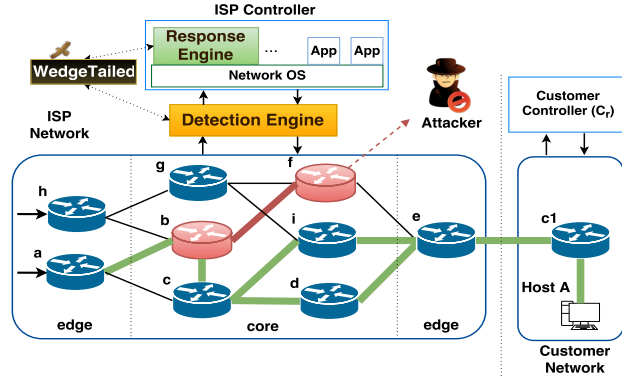 ISP Controller
Response
Engine
...
App
App
Network OS
WedgeTailed
Detection Engine
Attacker
Customer
Controller (Cr)
ISP
Network
g
f
h
b
i
e
c1
a
c
d
Host A
edge
core
edge
Customer
Network